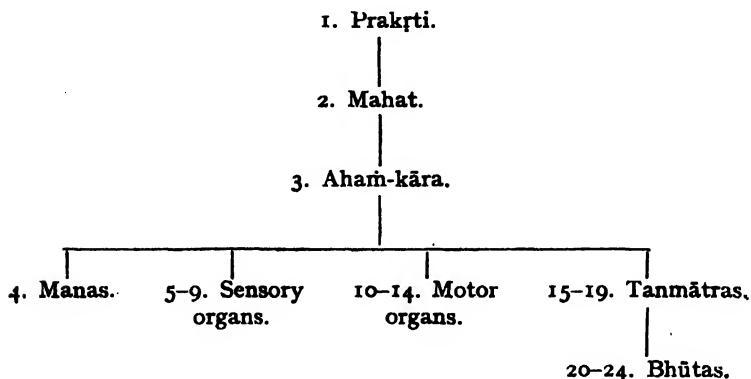 1. Prakṛti.
2. Mahat.
3. Ahaṁ-kāra.
4. Manas.
5–9. Sensory organs.
10–14. Motor organs.
15–19. Tanmātras.
20–24. Bhūtas.